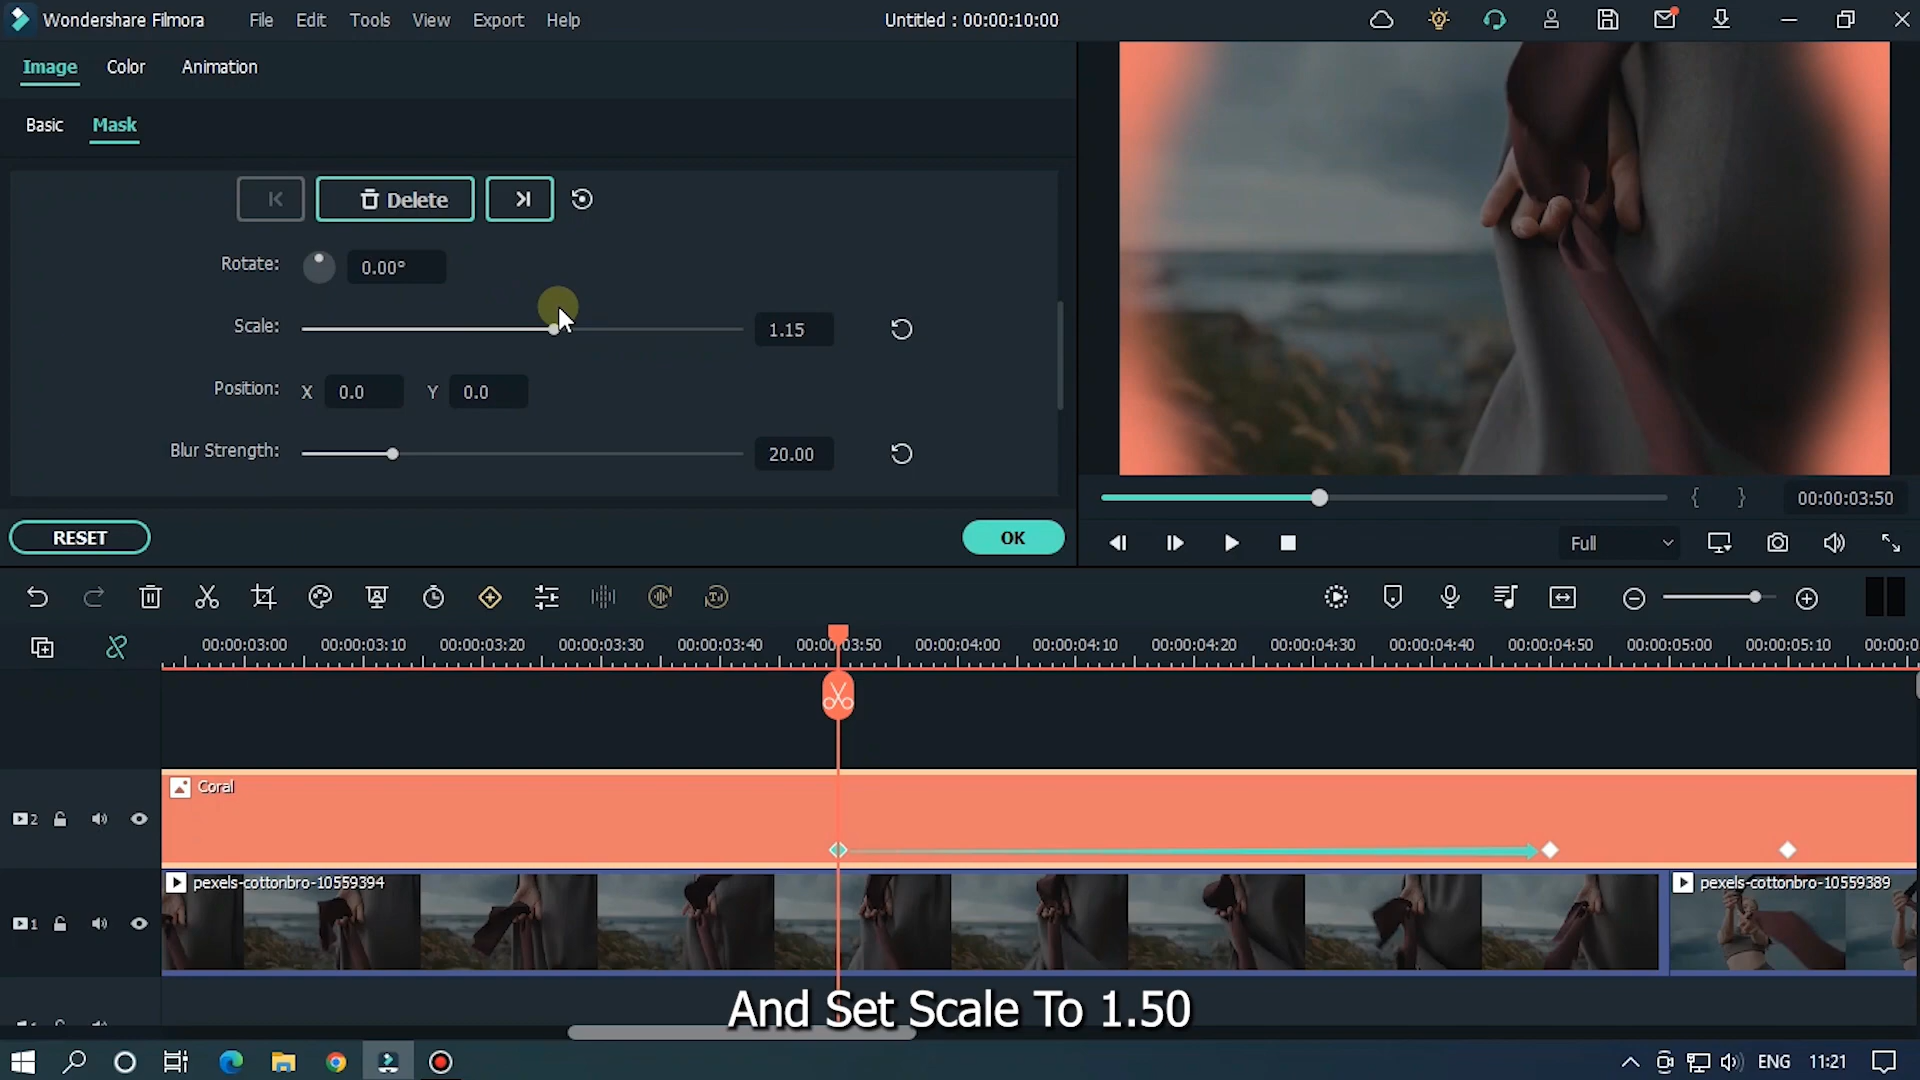 Wondershare Filmora File Edit Tools View Export Help Untitled : 00:00:10:00
Image Color Animation
Basic Mask
Delete
Rotate: 0.00°
Scale: 1.15
Position: X 0.0 Y 0.0
Blur Strength: 20.00
RESET OK
{ } 00:00:03:50
Full
00:00:03:00 00:00:03:10 00:00:03:20 00:00:03:30 00:00:03:40 00:00:03:50 00:00:04:00 00:00:04:10 00:00:04:20 00:00:04:30 00:00:04:40 00:00:04:50 00:00:05:00 00:00:05:10 00:00:0
Coral
2
pexels-cottonbro-10559394 pexels-cottonbro-10559389
1
And Set Scale To 1.50
ENG 11:21